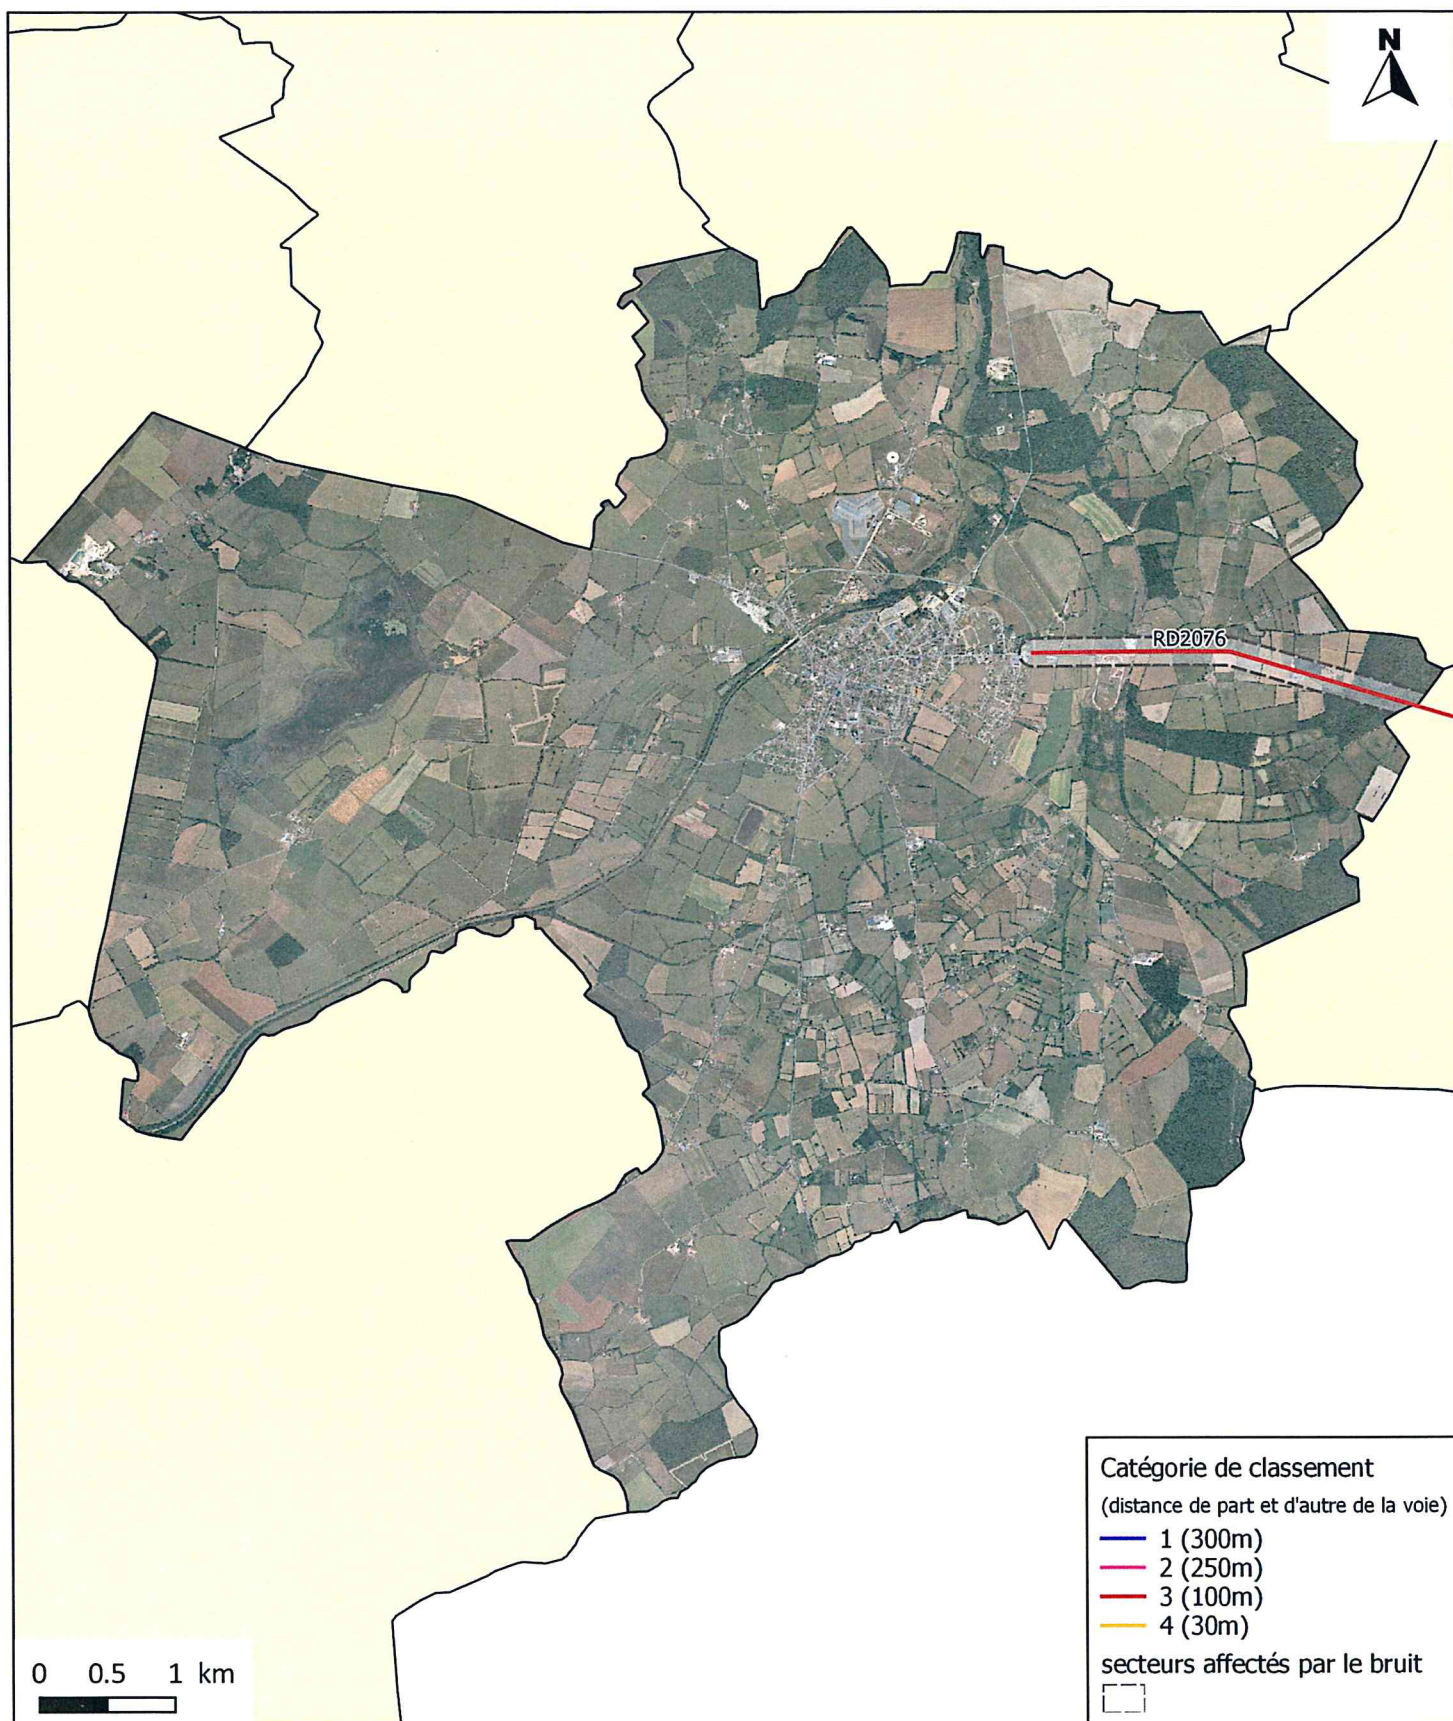 N
RD2076
Catégorie de classement
(distance de part et d'autre de la voie)
1 (300m)
2 (250m)
3 (100m)
4 (30m)
secteurs affectés par le bruit
0 0.5 1 km